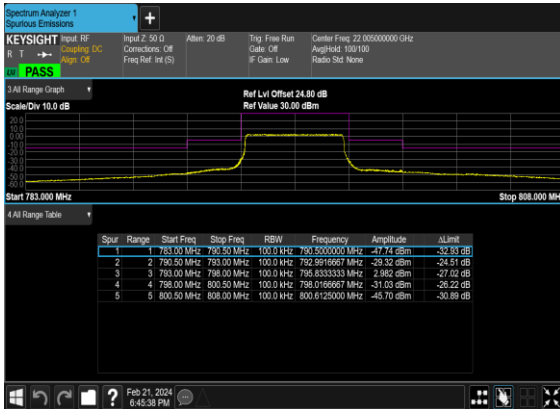 Spectrum Analyzer 1
Spurious Emissions
KEYSIGHT Input: RF Input Z: 50 Ω Atten: 20 dB Trig: Free Run Center Freq: 22.005000000 GHz
R T Coupling: DC Corrections: Off Gate: Off Avg|Hold: 100/100
Align: Off Freq Ref: Int (S) IF Gain: Low Radio Std: None
PASS
3 All Range Graph Ref Lvl Offset 24.80 dB
Scale/Div 10.0 dB Ref Value 30.00 dBm
20.0
10.0
0.00
-10.0
-20.0
-30.0
-40.0
-50.0
-60.0
Start 783.000 MHz Stop 808.000 MHz
4 All Range Table
Spur Range Start Freq Stop Freq RBW Frequency Amplitude ΔLimit
1 1 783.00 MHz 790.50 MHz 100.0 kHz 790.5000000 MHz -47.74 dBm -32.93 dB
2 2 790.50 MHz 793.00 MHz 100.0 kHz 792.9916667 MHz -29.32 dBm -24.51 dB
3 3 793.00 MHz 798.00 MHz 100.0 kHz 795.8333333 MHz 2.982 dBm -27.02 dB
4 4 798.00 MHz 800.50 MHz 100.0 kHz 798.0166667 MHz -31.03 dBm -26.22 dB
5 5 800.50 MHz 808.00 MHz 100.0 kHz 800.6125000 MHz -45.70 dBm -30.89 dB
Feb 21, 2024
6:45:38 PM